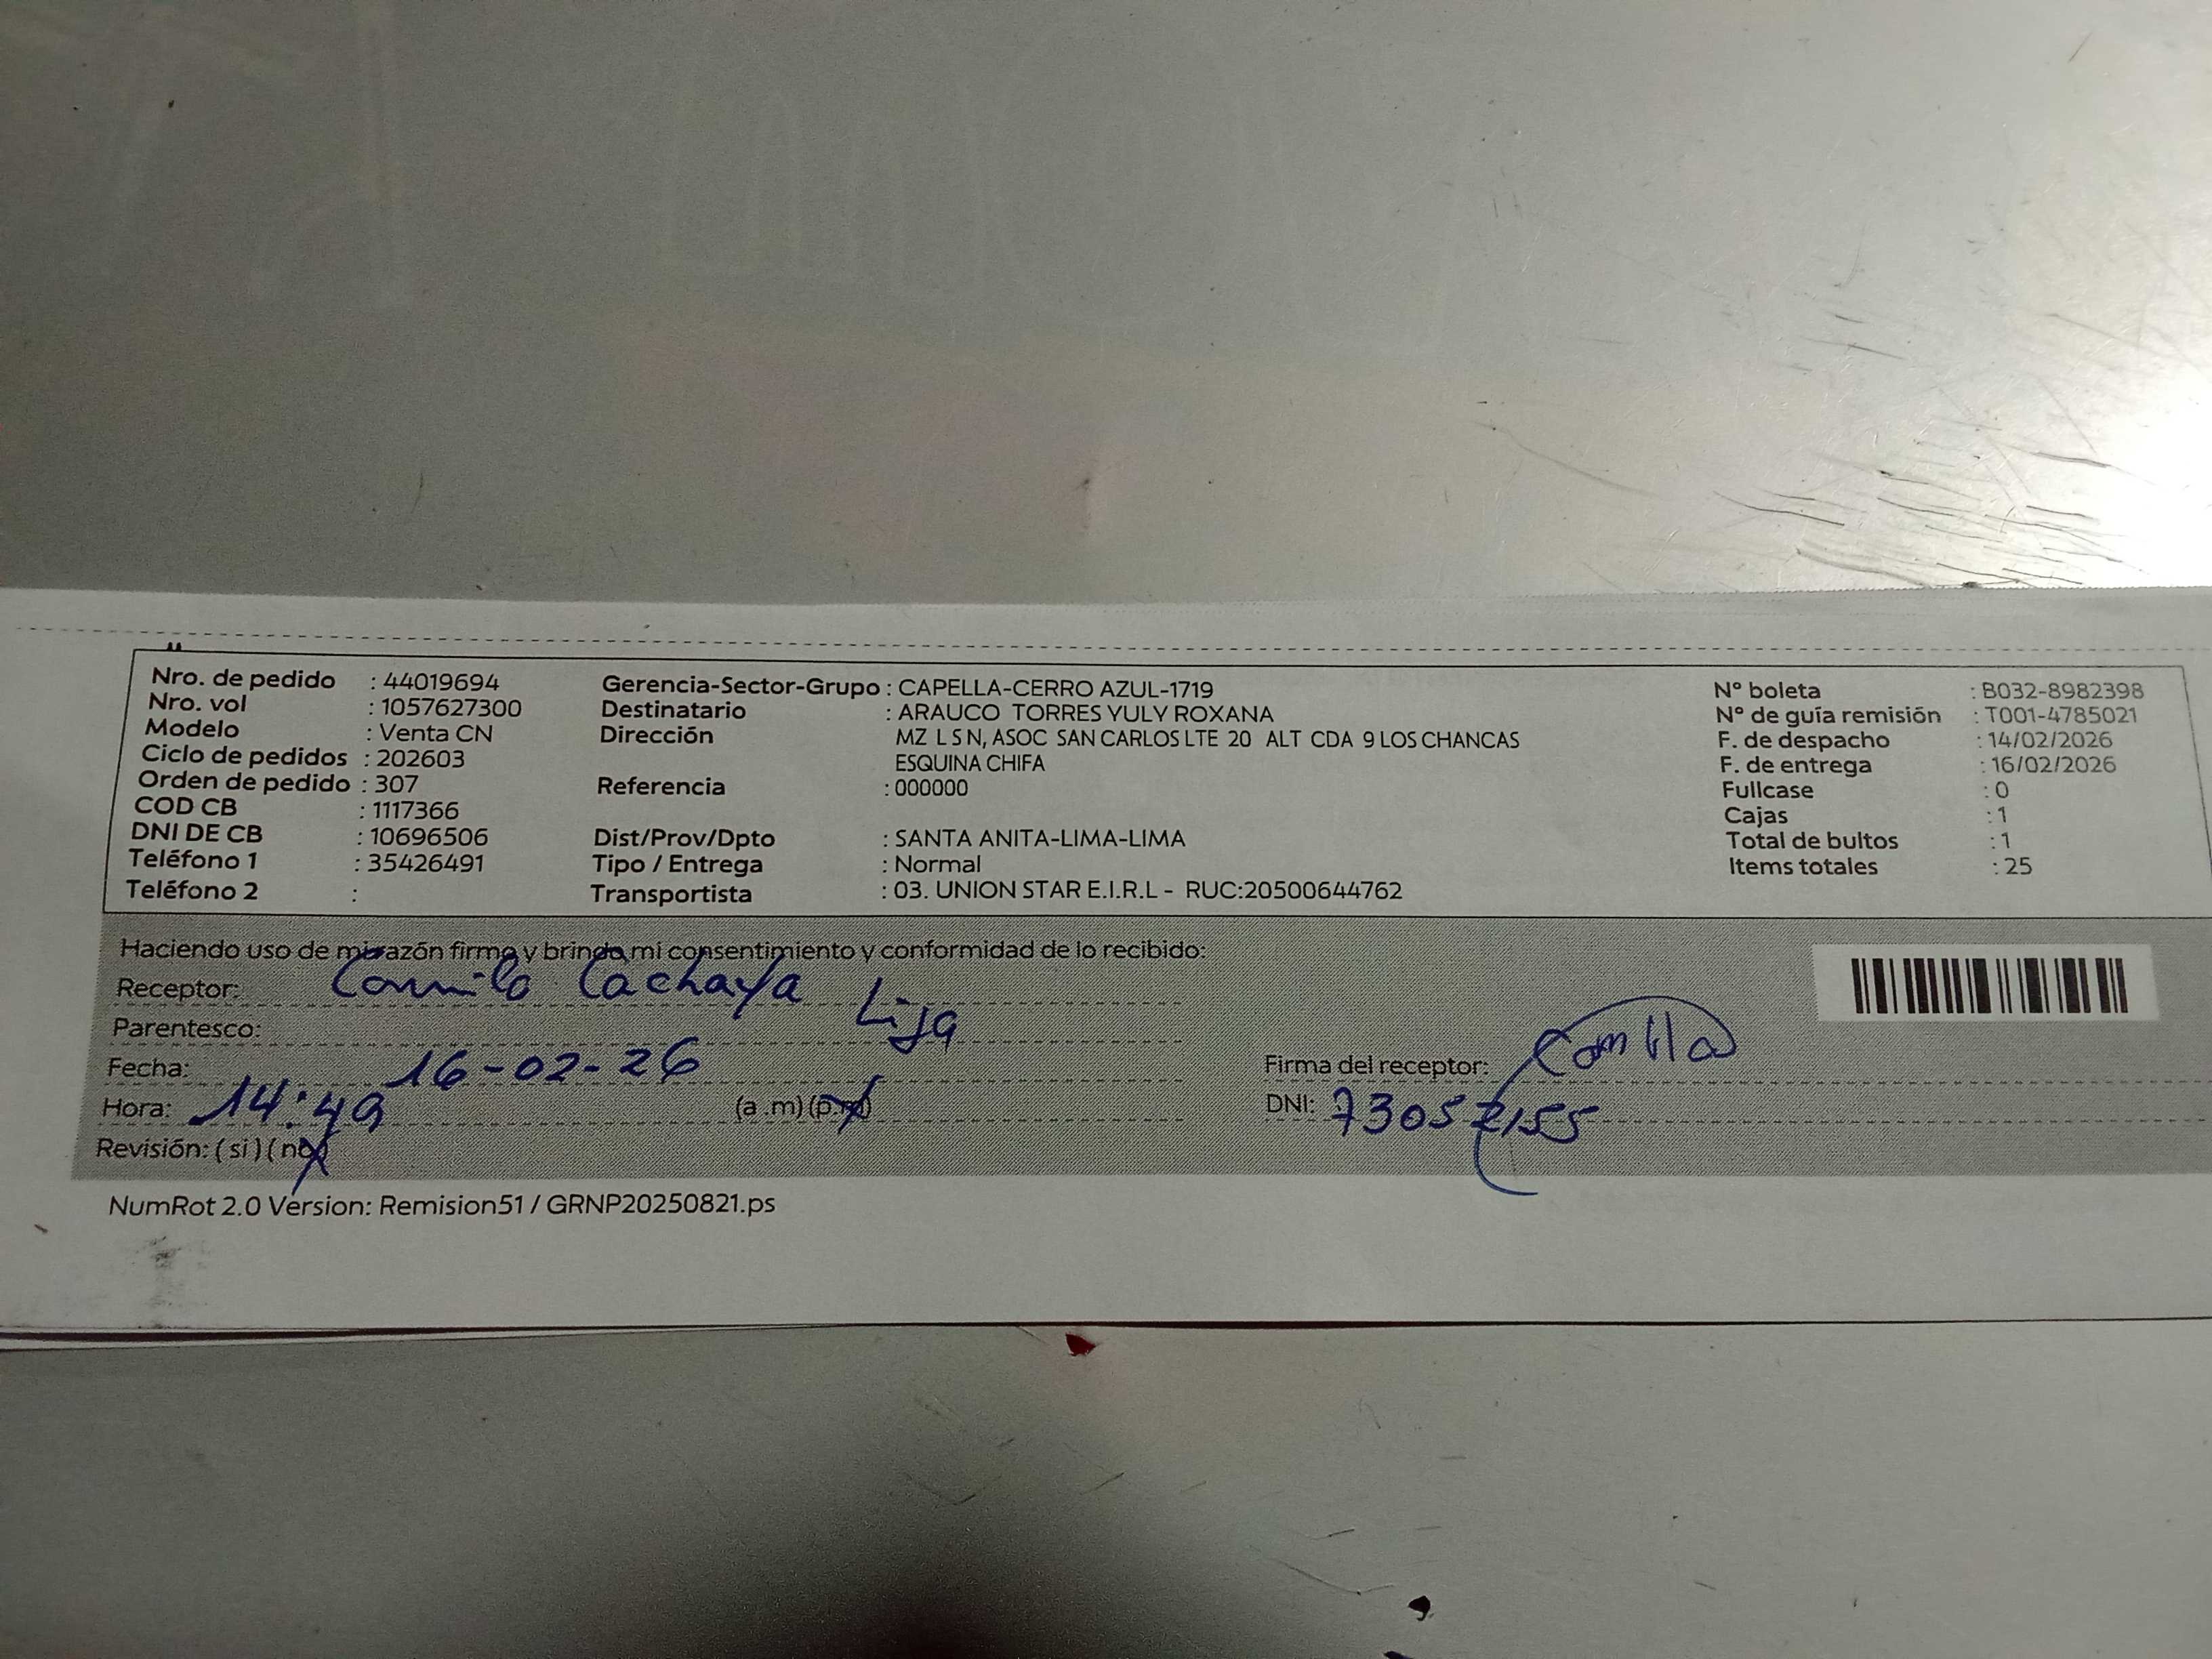 Nro. de pedido : 44019694 Gerencia-Sector-Grupo : CAPELLA-CERRO AZUL-1719 N° boleta : B032-8982398
Nro. vol : 1057627300 Destinatario : ARAUCO TORRES YULY ROXANA N° de guía remisión : T001-4785021
Modelo : Venta CN Dirección MZ L S N, ASOC SAN CARLOS LTE 20 ALT CDA 9 LOS CHANCAS F. de despacho : 14/02/2026
Ciclo de pedidos : 202603 ESQUINA CHIFA F. de entrega : 16/02/2026
Orden de pedido : 307 Referencia : 000000 Fullcase : 0
COD CB : 1117366 Cajas : 1
DNI DE CB : 10696506 Dist/Prov/Dpto : SANTA ANITA-LIMA-LIMA Total de bultos : 1
Teléfono 1 : 35426491 Tipo / Entrega : Normal Items totales : 25
Teléfono 2 : Transportista : 03. UNION STAR E.I.R.L - RUC:20500644762
Haciendo uso de mi razón firmo y brindo mi consentimiento y conformidad de lo recibido:
Receptor: Camila Cachaya
Parentesco: Lija
Fecha: 16-02-26 Firma del receptor: Camila
Hora: 14:49 (a.m) (p.m) DNI: 73052155
Revisión: (si) (no)
NumRot 2.0 Version: Remision51 / GRNP20250821.ps